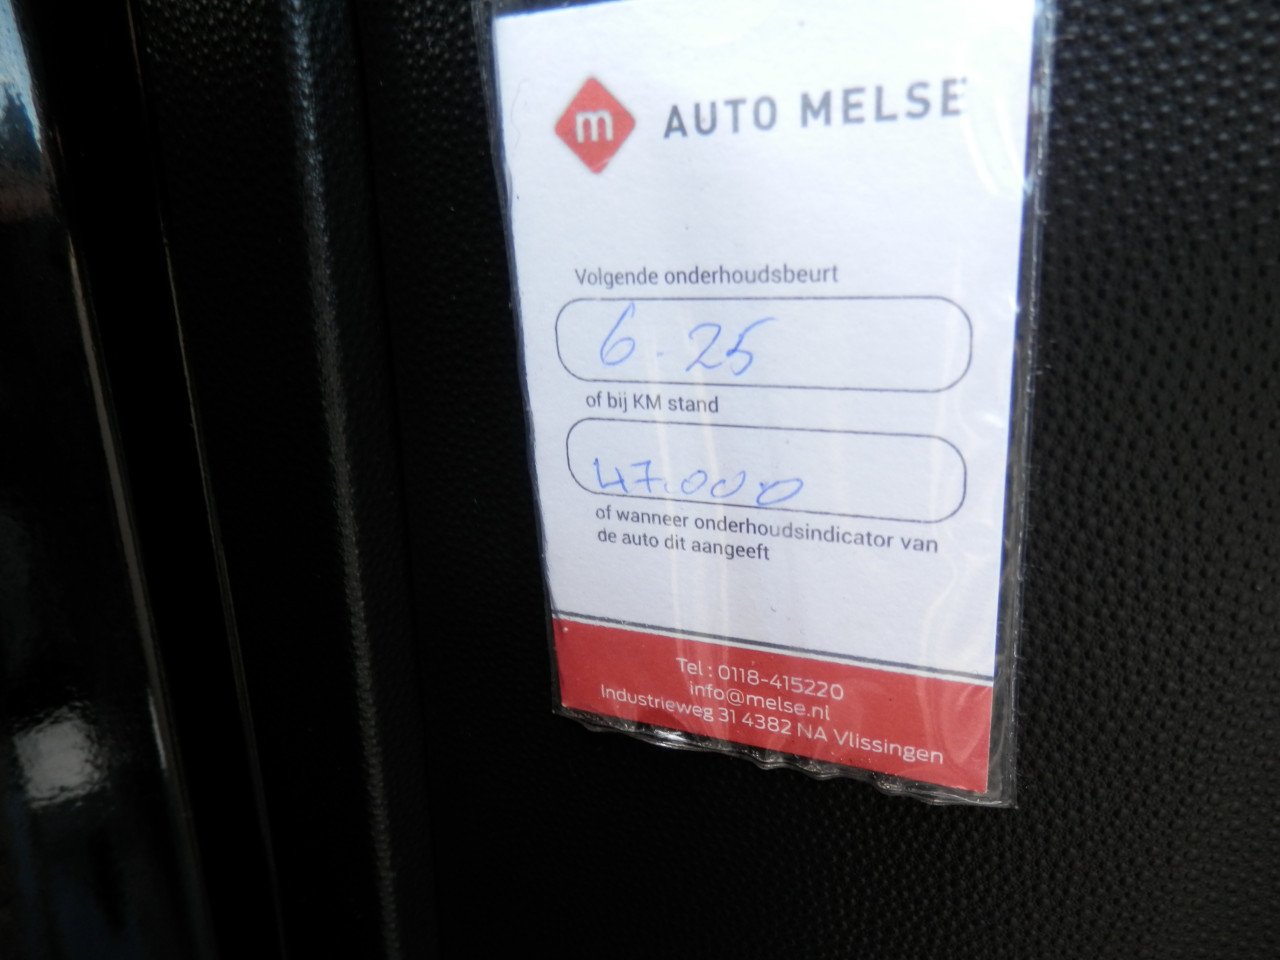 m AUTO MELSE
Volgende onderhoudsbeurt
6-25
of bij KM stand
47.000
of wanneer onderhoudsindicator van
de auto dit aangeeft
Tel : 0118-415220
info@melse.nl
Industrieweg 31 4382 NA Vlissingen